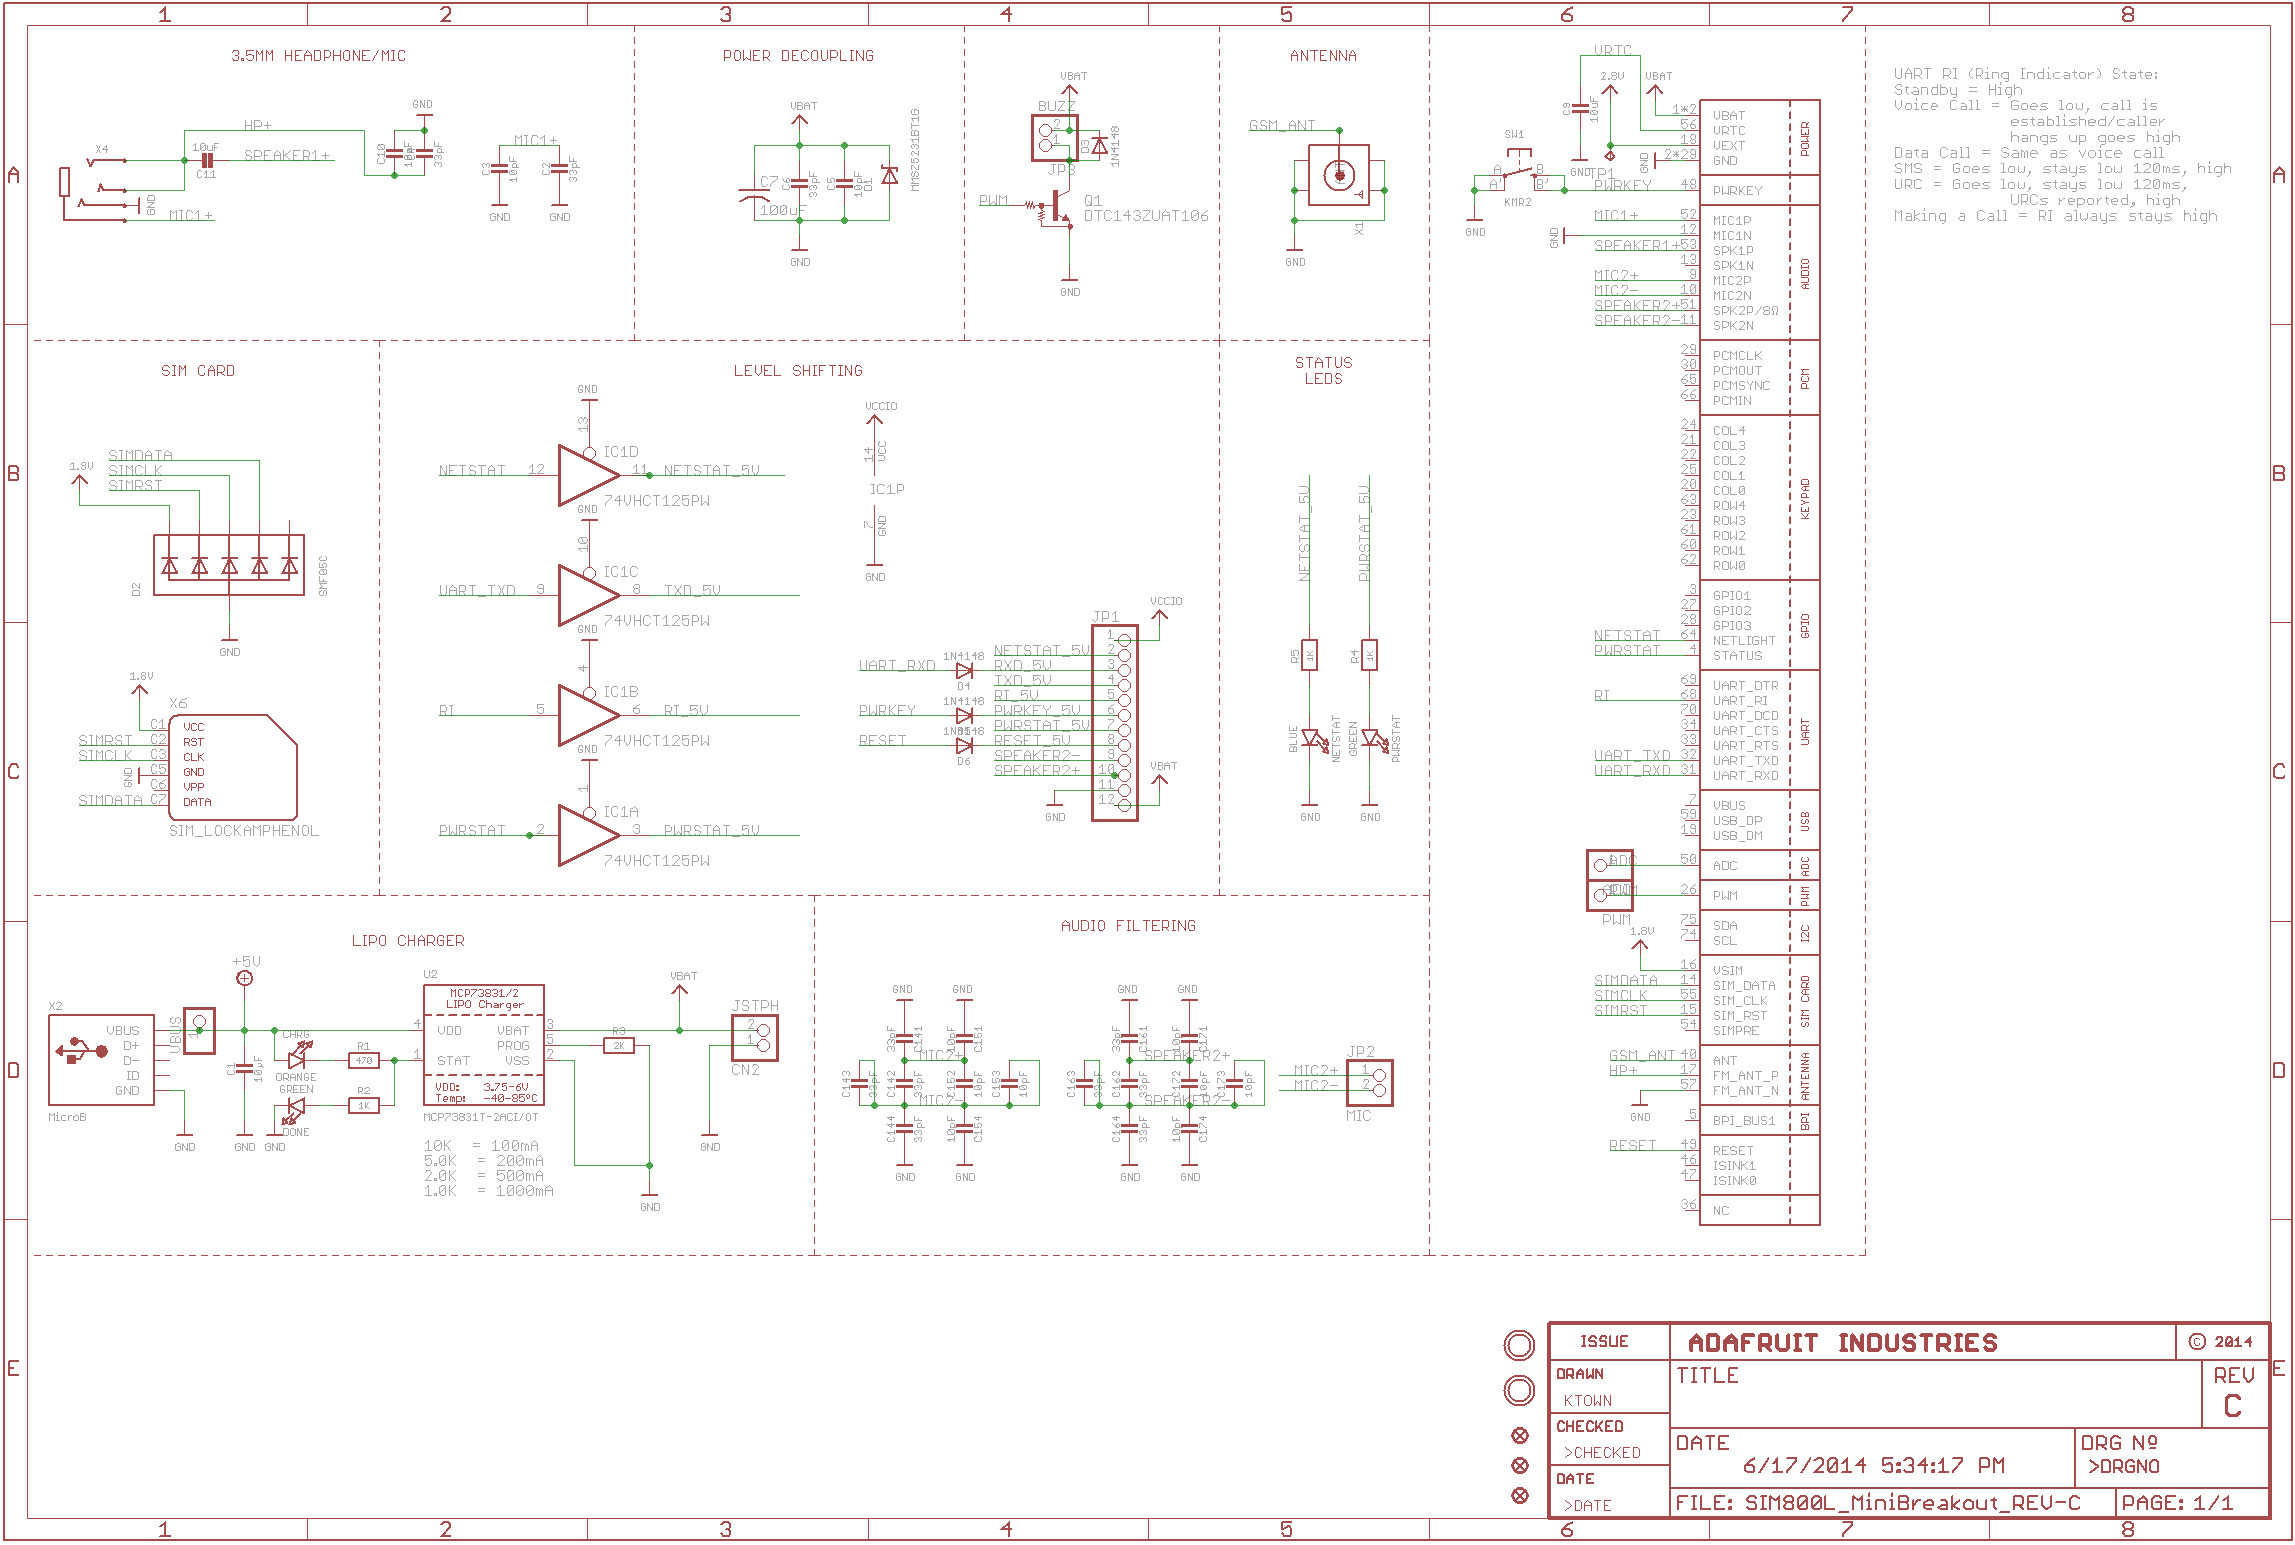 1 2 3 4 5 6 7 8
A
B
C
D
E
3.5MM HEADPHONE/MIC
GND
HP+
X4
10uF
C11
SPEAKER1+
GND
MIC1+
C10
33pF
MIC1+
C3
10pF
C2
33pF
GND
GND
POWER DECOUPLING
VBAT
C7
100uF
C6
33pF
C5
10pF
D1
MMSZ5231BT1G
GND
VBAT
BUZZ
2
1
JP3
D3
1N4148
PWM
Q1
DTC143ZUAT106
GND
ANTENNA
GSM_ANT
X1
GND
VRTC
2.8V
VBAT
C9
10uF
GND
TP1
GND
SW1
A B
A' B'
KMR2
GND
PWRKEY
MIC1+
GND
SPEAKER1+
MIC2+
MIC2-
SPEAKER2+
SPEAKER2-
1*2 VBAT
56 VRTC
18 VEXT
2*29 GND
POWER
48 PWRKEY
52 MIC1P
12 MIC1N
53 SPK1P
13 SPK1N
9 MIC2P
10 MIC2N
51 SPK2P/8Ω
11 SPK2N
AUDIO
29 PCMCLK
30 PCMOUT
65 PCMSYNC
66 PCMIN
PCM
24 COL4
21 COL3
22 COL2
25 COL1
20 COL0
63 ROW4
23 ROW3
61 ROW2
60 ROW1
62 ROW0
KEYPAD
3 GPIO1
27 GPIO2
28 GPIO3
NETSTAT 64 NETLIGHT
PWRSTAT 4 STATUS
GPIO
69 UART_DTR
RI 68 UART_RI
70 UART_DCD
34 UART_CTS
33 UART_RTS
UART_TXD 32 UART_TXD
UART_RXD 31 UART_RXD
UART
7 VBUS
59 USB_DP
19 USB_DM
USB
ADC 50 ADC
ADC
26 PWM
PWM
PWM
75 SDA
74 SCL
I2C
1.8V
16 VSIM
SIMDATA 14 SIM_DATA
SIMCLK 55 SIM_CLK
SIMRST 15 SIM_RST
54 SIMPRE
SIM CARD
GSM_ANT 40 ANT
HP+ 17 FM_ANT_P
57 FM_ANT_N
GND
ANTENNA
5 BPI_BUS1
BPI
RESET 49 RESET
46 ISINK1
47 ISINK0
36 NC
UART RI (Ring Indicator) State:
Standby = High
Voice Call = Goes low, call is
established/caller
hangs up goes high
Data Call = Same as voice call
SMS = Goes low, stays low 120ms, high
URC = Goes low, stays low 120ms,
URCs reported, high
Making a Call = RI always stays high
SIM CARD
SIMDATA
1.8V
SIMCLK
SIMRST
D2
SMF05C
GND
1.8V
X6
C1 VCC
SIMRST C2 RST
SIMCLK C3 CLK
GND C5 GND
C6 VPP
SIMDATA C7 DATA
SIM_LOCKAMPHENOL
LEVEL SHIFTING
GND
13
IC1D
NETSTAT 12 11 NETSTAT_5V
74VHCT125PW
GND
10
IC1C
UART_TXD 9 8 TXD_5V
74VHCT125PW
GND
4
IC1B
RI 5 6 RI_5V
74VHCT125PW
GND
1
IC1A
PWRSTAT 2 3 PWRSTAT_5V
74VHCT125PW
VCCIO
14
VCC
IC1P
7
GND
GND
JP1
VCCIO
1
NETSTAT_5V 2
UART_RXD 1N4148 D4 RXD_5V 3
TXD_5V 4
RI_5V 5
PWRKEY 1N4148 PWRKEY_5V 6
PWRSTAT_5V 7
RESET D6 RESET_5V 8
SPEAKER2- 9
SPEAKER2+ 10
VBAT
11
12
GND
STATUS
LEDS
NETSTAT_5V
PWRSTAT_5V
R5
1K
R4
1K
BLUE
NETSTAT
GREEN
PWRSTAT
GND
GND
LIPO CHARGER
+5V
X2
VBUS
D+
D-
ID
GND
MicroB
GND
VBUS
1
C1
10µF
GND
CHRG
ORANGE
GREEN
DONE
GND
R1
470
R2
1K
U2
MCP73831/2
LIPO Charger
4 VDD VBAT 3
PROG 5
1 STAT VSS 2
VDD: 3.75-6V
Temp: -40-85ºC
MCP73831T-2ACI/OT
10K = 100mA
5.0K = 200mA
2.0K = 500mA
1.0K = 1000mA
R3
2K
GND
VBAT
JSTPH
2
1
CN2
GND
AUDIO FILTERING
GND GND GND GND
33pF
C141
10pF
C151
33pF
C161
10pF
C171
MIC2+
SPEAKER2+
C143
33pF
C142
33pF
C152
10pF
C153
10pF
C163
33pF
C162
33pF
C172
10pF
C173
10pF
MIC2-
SPEAKER2-
C144
33pF
10pF
C154
C164
33pF
10pF
C174
GND GND GND GND
JP2
MIC2+ 1
MIC2- 2
MIC
ISSUE
ADAFRUIT INDUSTRIES
© 2014
DRAWN
KTOWN
TITLE
REV
C
CHECKED
>CHECKED
DATE
6/17/2014 5:34:17 PM
DRG Nº
>DRGNO
DATE
>DATE
FILE: SIM800L_MiniBreakout_REV-C
PAGE: 1/1
A
B
C
D
E
1 2 3 4 5 6 7 8